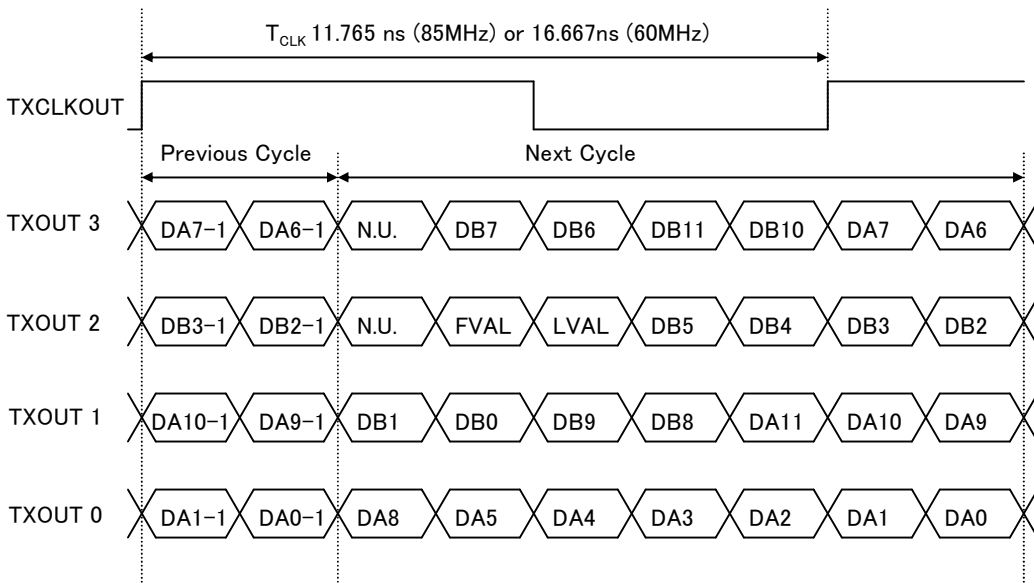 TCLK 11.765 ns (85MHz) or 16.667ns (60MHz)
TXCLKOUT
Previous Cycle Next Cycle
TXOUT 3 DA7-1 DA6-1 N.U. DB7 DB6 DB11 DB10 DA7 DA6
TXOUT 2 DB3-1 DB2-1 N.U. FVAL LVAL DB5 DB4 DB3 DB2
TXOUT 1 DA10-1 DA9-1 DB1 DB0 DB9 DB8 DA11 DA10 DA9
TXOUT 0 DA1-1 DA0-1 DA8 DA5 DA4 DA3 DA2 DA1 DA0